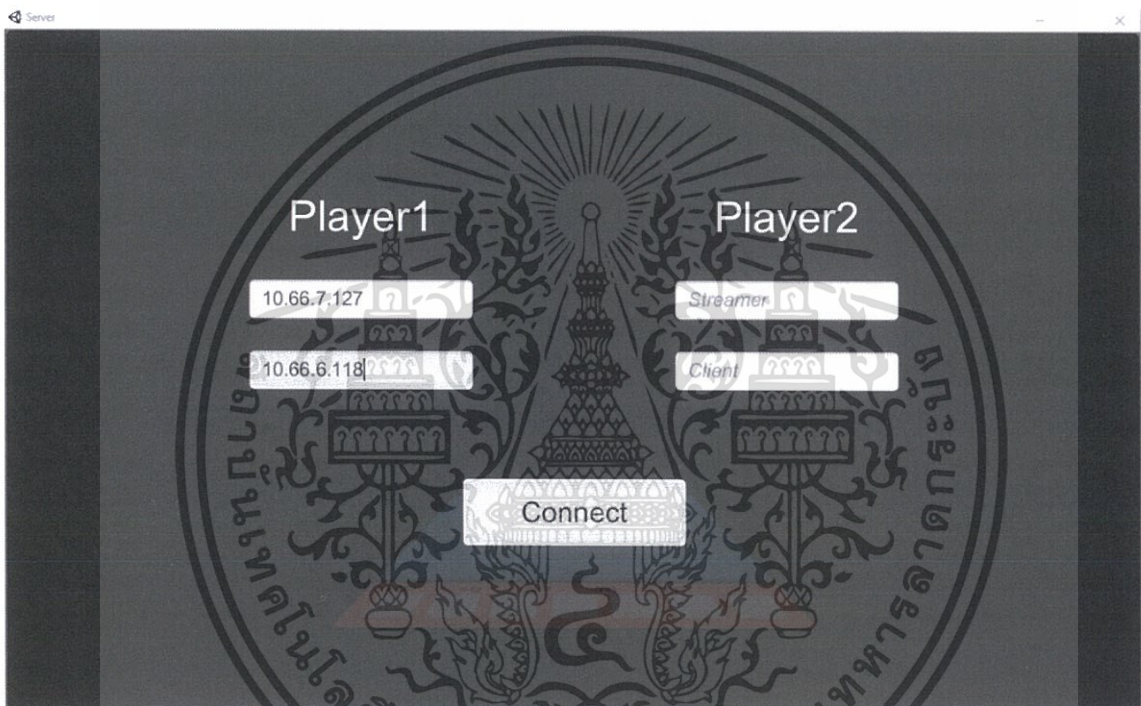 Server
Player1
Player2
10.66.7.127
Streamer
10.66.6.118
Client
Connect